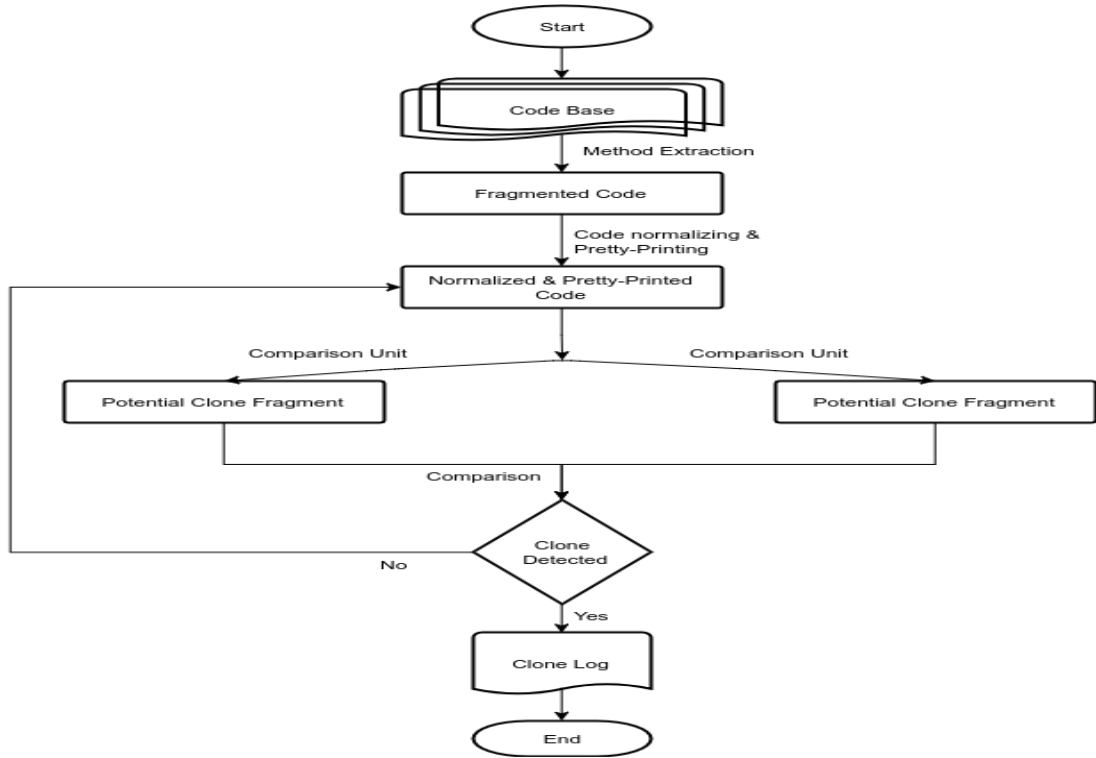 Start
Code Base
Method Extraction
Fragmented Code
Code normalizing &
Pretty-Printing
Normalized & Pretty-Printed
Code
Comparison Unit
Comparison Unit
Potential Clone Fragment
Potential Clone Fragment
Comparison
Clone
Detected
No
Yes
Clone Log
End